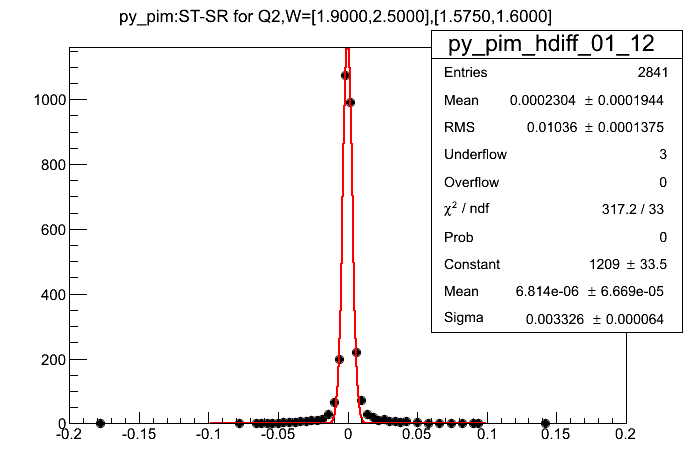 py_pim:ST-SR for Q2,W=[1.9000,2.5000],[1.5750,1.6000]
py_pim_hdiff_01_12
Entries 2841
Mean 0.0002304 ± 0.0001944
RMS 0.01036 ± 0.0001375
Underflow 3
Overflow 0
χ² / ndf 317.2 / 33
Prob 0
Constant 1209 ± 33.5
Mean 6.814e-06 ± 6.669e-05
Sigma 0.003326 ± 0.000064
1000
800
600
400
200
0
-0.2 -0.15 -0.1 -0.05 0 0.05 0.1 0.15 0.2